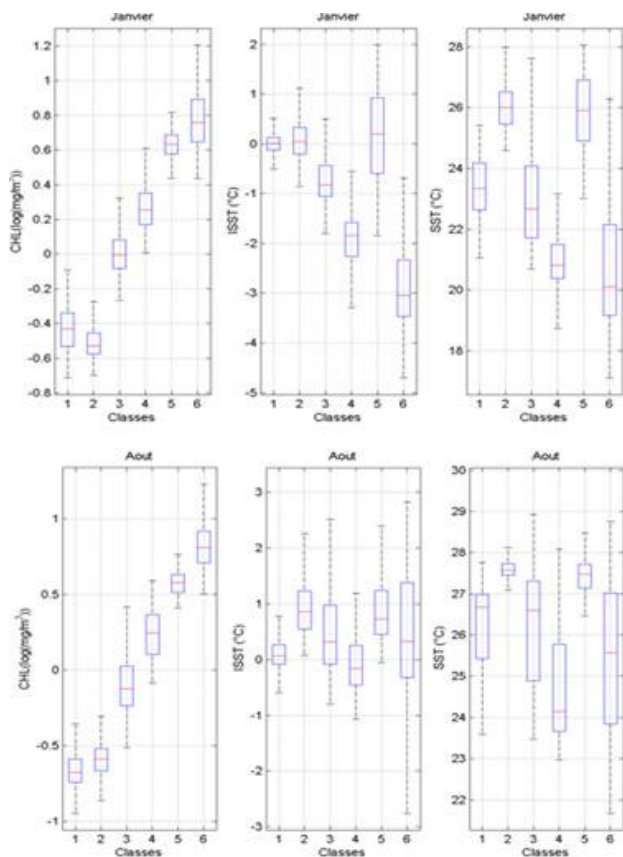 Janvier
1.2
1
0.8
0.6
0.4
0.2
0
-0.2
-0.4
-0.6
-0.8
CHL(log(mg/m³))
1 2 3 4 5 6
Classes
Janvier
2
1
0
-1
-2
-3
-4
-5
ISST (°C)
1 2 3 4 5 6
Classes
Janvier
28
26
24
22
20
18
SST (°C)
1 2 3 4 5 6
Classes
Aout
1
0.5
0
-0.5
-1
CHL(log(mg/m³))
1 2 3 4 5 6
Classes
Aout
3
2
1
0
-1
-2
-3
ISST (°C)
1 2 3 4 5 6
Classes
Aout
30
29
28
27
26
25
24
23
22
SST (°C)
1 2 3 4 5 6
Classes